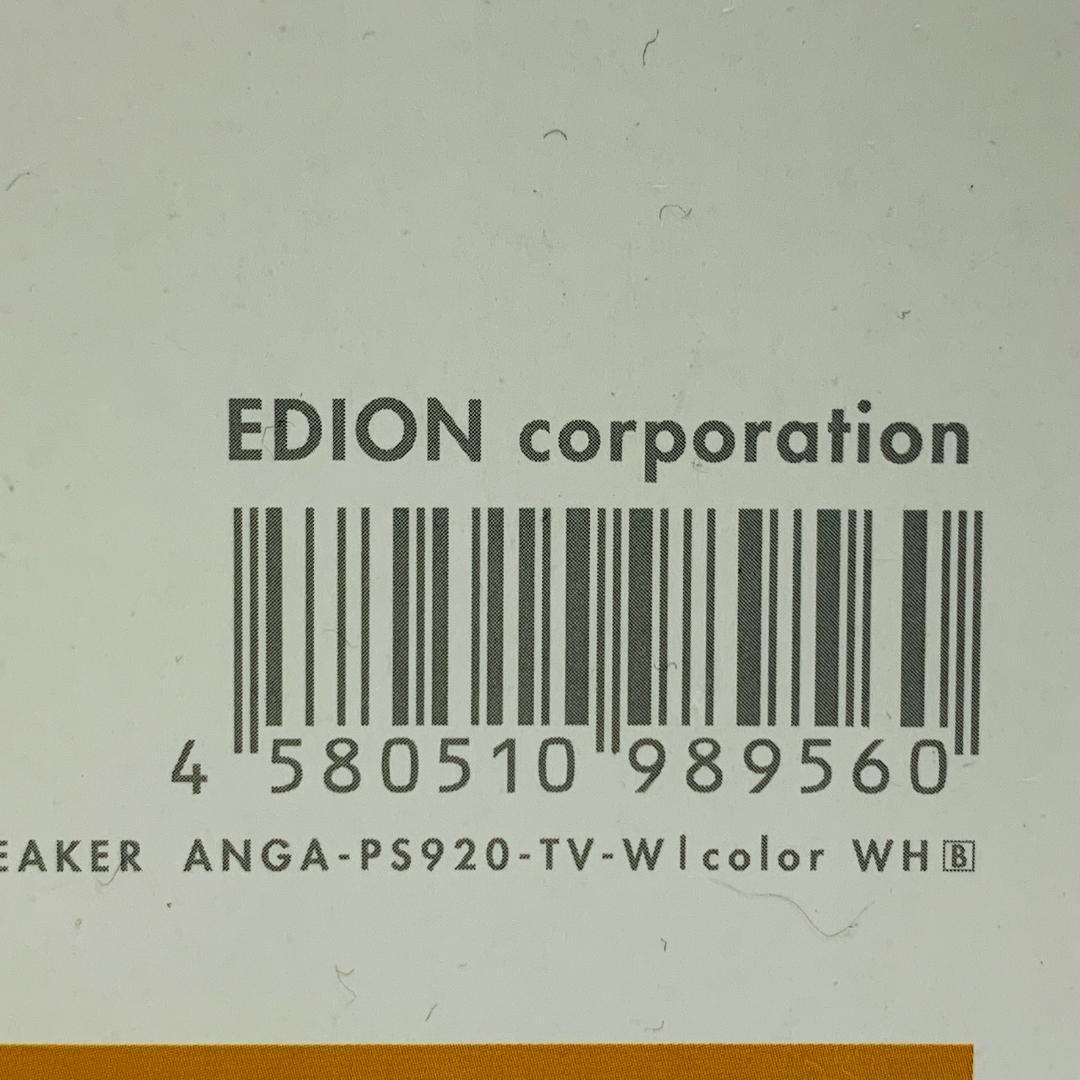 EDION corporation
4 580510 989560
EAKER ANGA-PS920-TV-W|color WH B